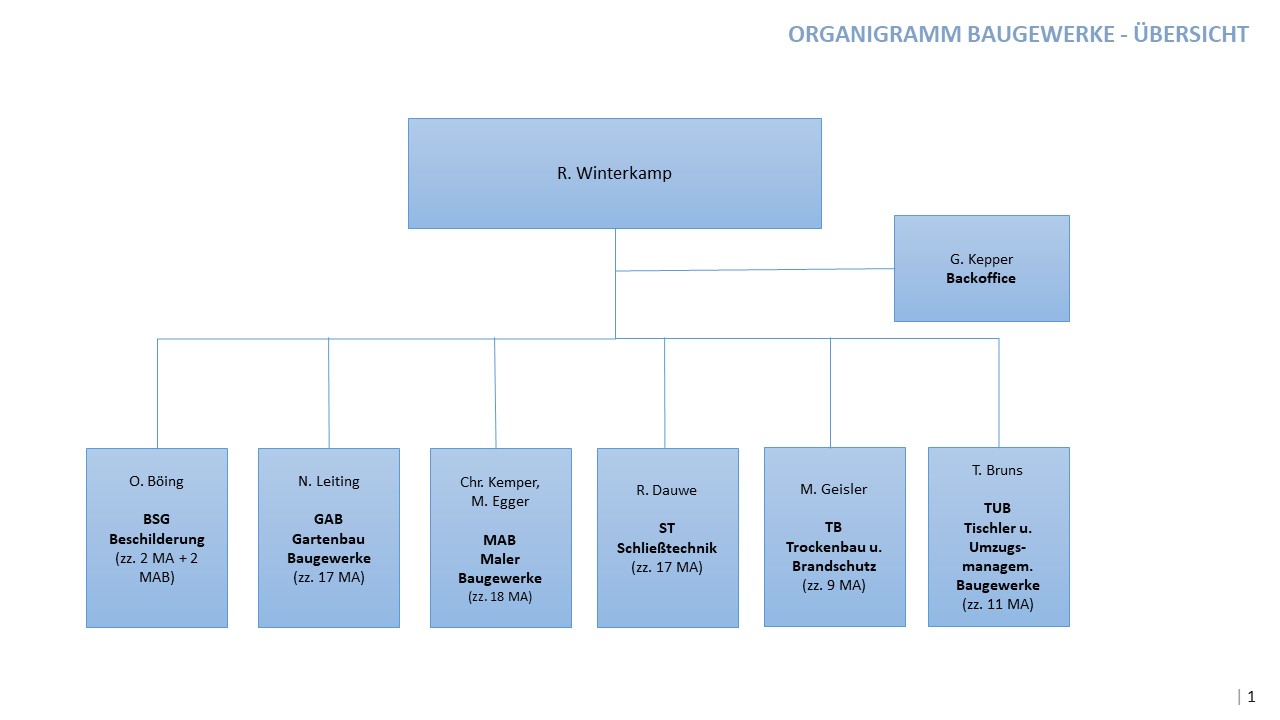 ORGANIGRAMM BAUGEWERKE - ÜBERSICHT
R. Winterkamp
G. Kepper
Backoffice
O. Böing
BSG
Beschilderung
(zz. 2 MA + 2
MAB)
N. Leiting
GAB
Gartenbau
Baugewerke
(zz. 17 MA)
Chr. Kemper,
M. Egger
MAB
Maler
Baugewerke
(zz. 18 MA)
R. Dauwe
ST
Schließtechnik
(zz. 17 MA)
M. Geisler
TB
Trockenbau u.
Brandschutz
(zz. 9 MA)
T. Bruns
TUB
Tischler u.
Umzugs-
managem.
Baugewerke
(zz. 11 MA)
| 1